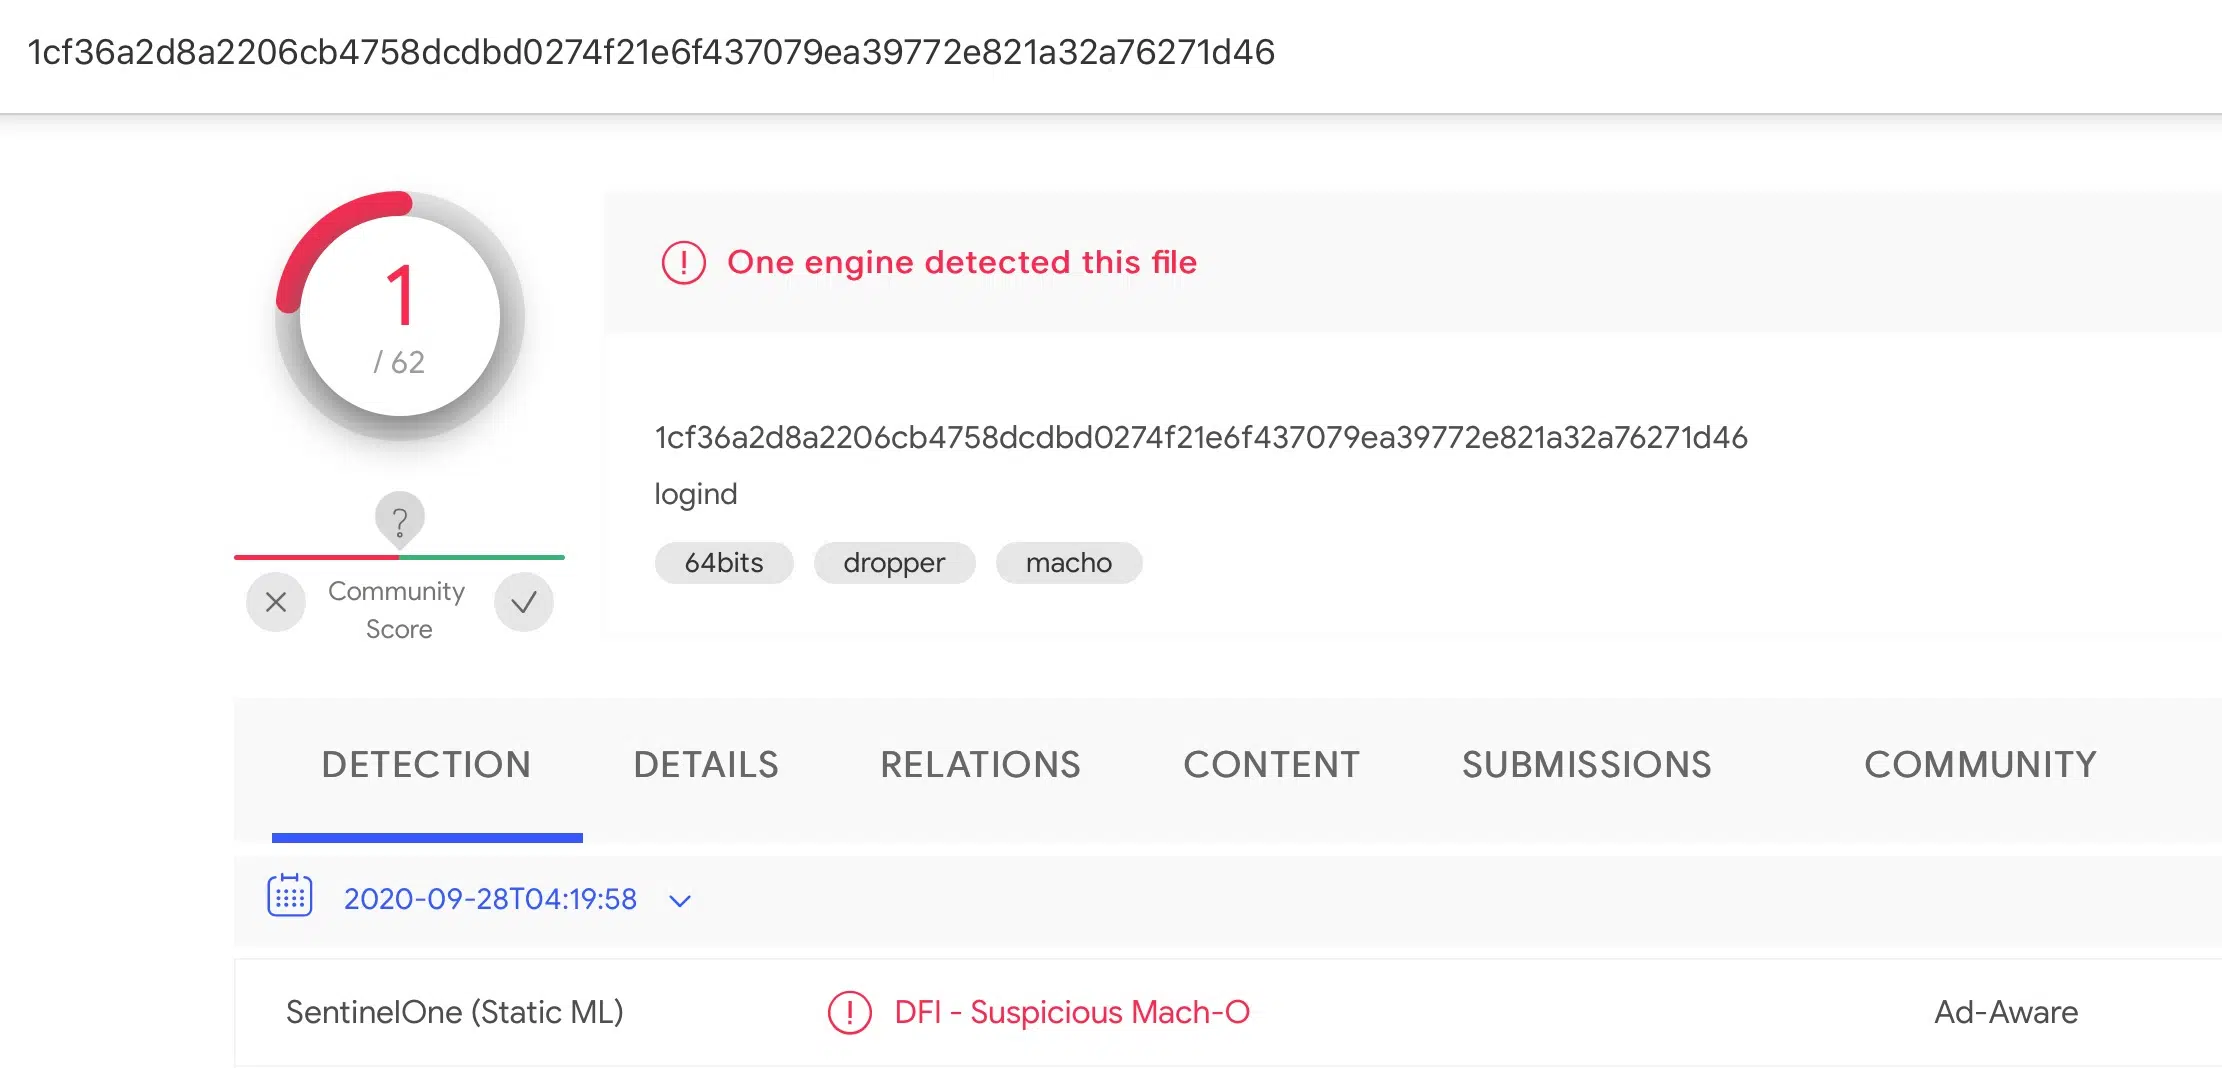 1cf36a2d8a2206cb4758dcdbd0274f21e6f437079ea39772e821a32a76271d46
1
/ 62
One engine detected this file
1cf36a2d8a2206cb4758dcdbd0274f21e6f437079ea39772e821a32a76271d46
logind
64bits dropper macho
?
Community
Score
DETECTION DETAILS RELATIONS CONTENT SUBMISSIONS COMMUNITY
2020-09-28T04:19:58
SentinelOne (Static ML) DFI - Suspicious Mach-O Ad-Aware